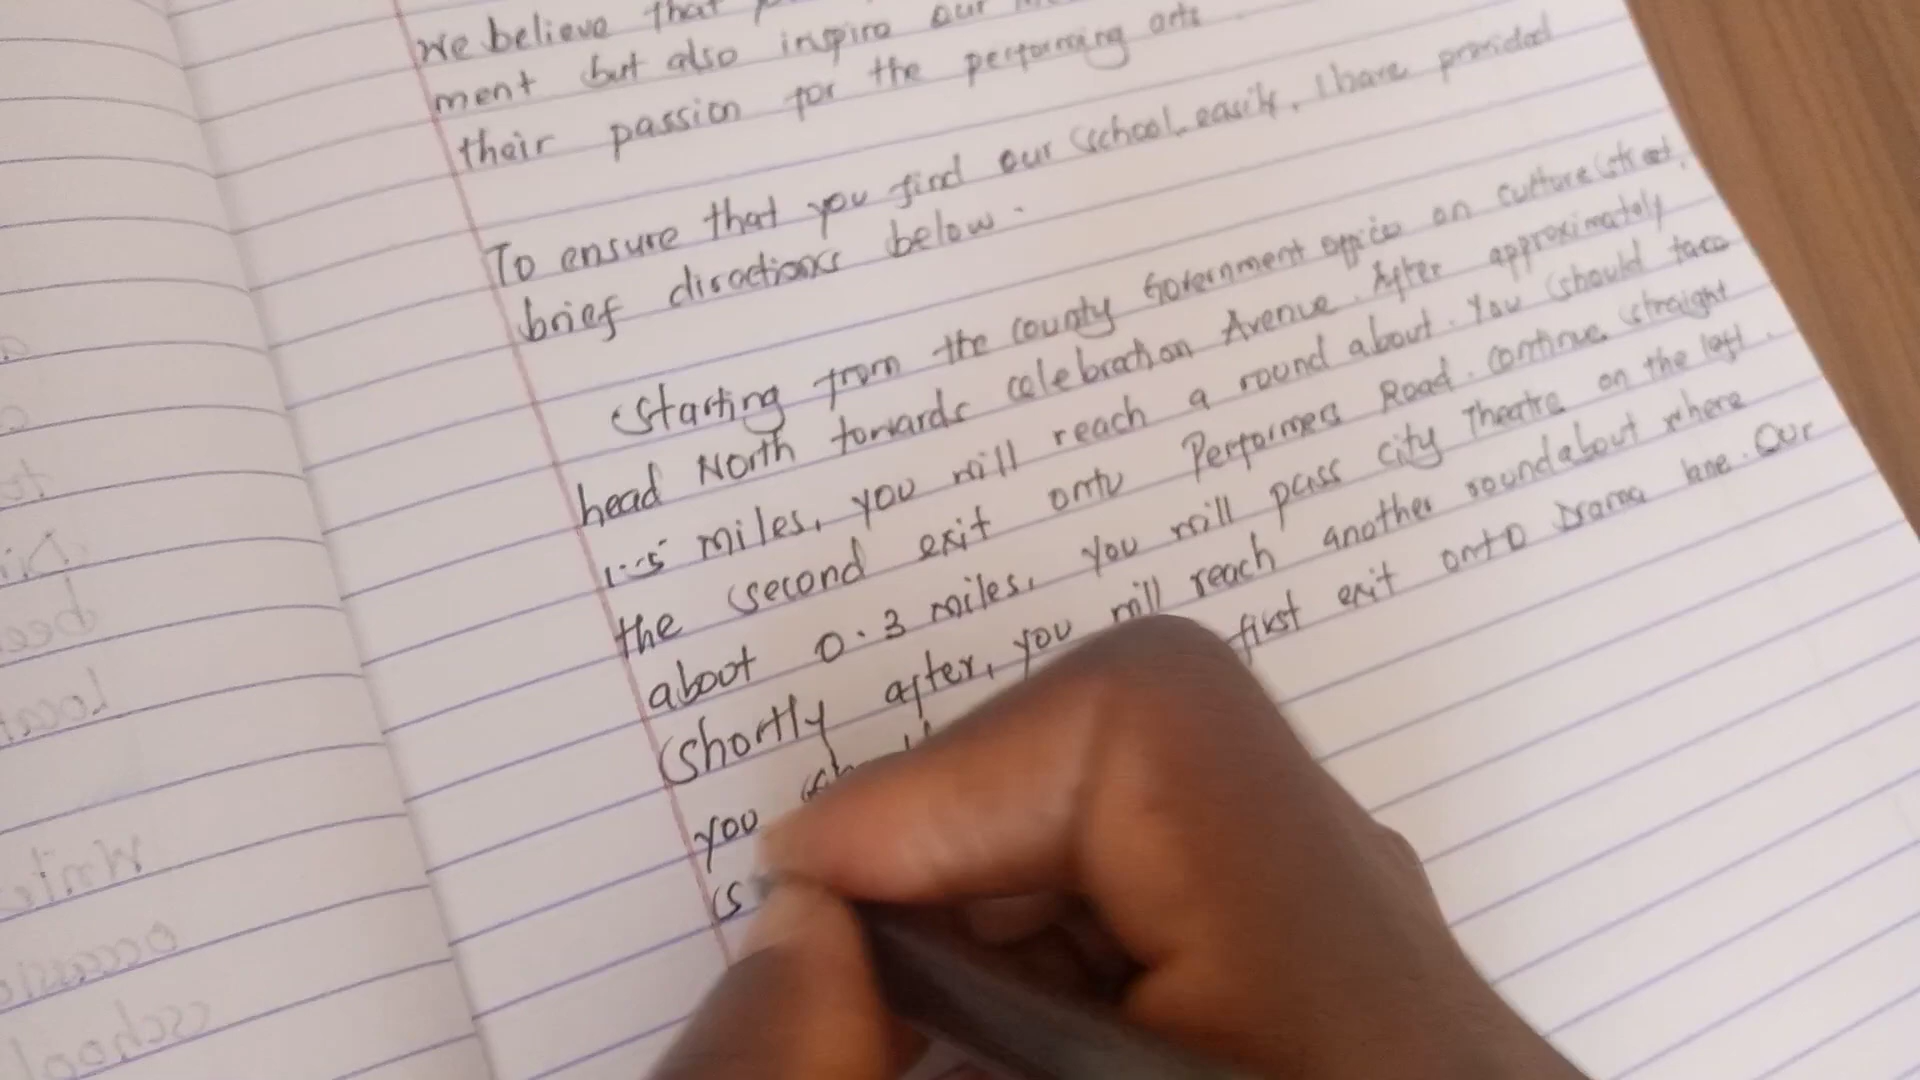 We believe that
ment but also inspire our
their passion for the performing arts
To ensure that you find our school easily, I have provided
brief directions below.
Starting from the county Government office on culture street,
head North towards celebration Avenue. After approximately
1.5 miles, you will reach a round about. You should take
the second exit onto Performers Road. continue straight
about 0.3 miles, you will pass city Theatre on the left.
shortly after, you will reach another roundabout where
you first exit onto Drama lane. Our
s